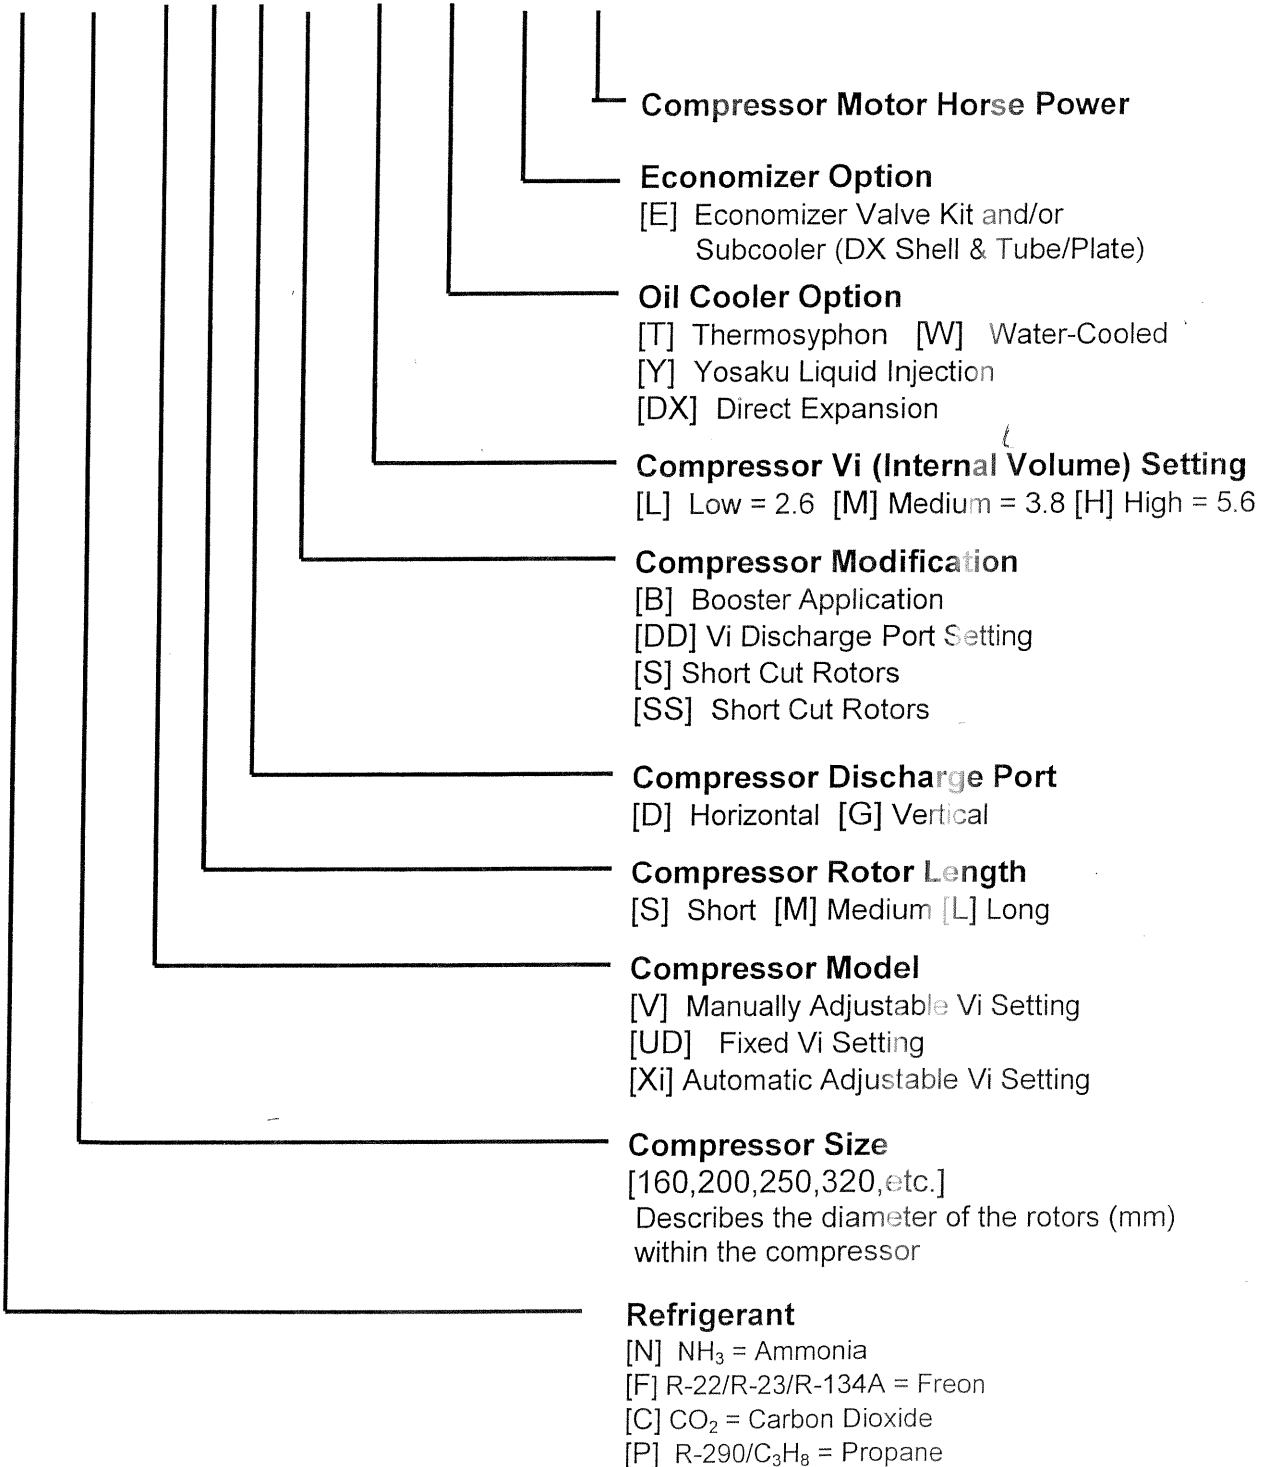 Compressor Motor Horse Power
Economizer Option
[E] Economizer Valve Kit and/or
Subcooler (DX Shell & Tube/Plate)
Oil Cooler Option
[T] Thermosyphon [W] Water-Cooled
[Y] Yosaku Liquid Injection
[DX] Direct Expansion
Compressor Vi (Internal Volume) Setting
[L] Low = 2.6 [M] Medium = 3.8 [H] High = 5.6
Compressor Modification
[B] Booster Application
[DD] Vi Discharge Port Setting
[S] Short Cut Rotors
[SS] Short Cut Rotors
Compressor Discharge Port
[D] Horizontal [G] Vertical
Compressor Rotor Length
[S] Short [M] Medium [L] Long
Compressor Model
[V] Manually Adjustable Vi Setting
[UD] Fixed Vi Setting
[Xi] Automatic Adjustable Vi Setting
Compressor Size
[160,200,250,320,etc.]
Describes the diameter of the rotors (mm)
within the compressor
Refrigerant
[N] NH₃ = Ammonia
[F] R-22/R-23/R-134A = Freon
[C] CO₂ = Carbon Dioxide
[P] R-290/C₃H₈ = Propane